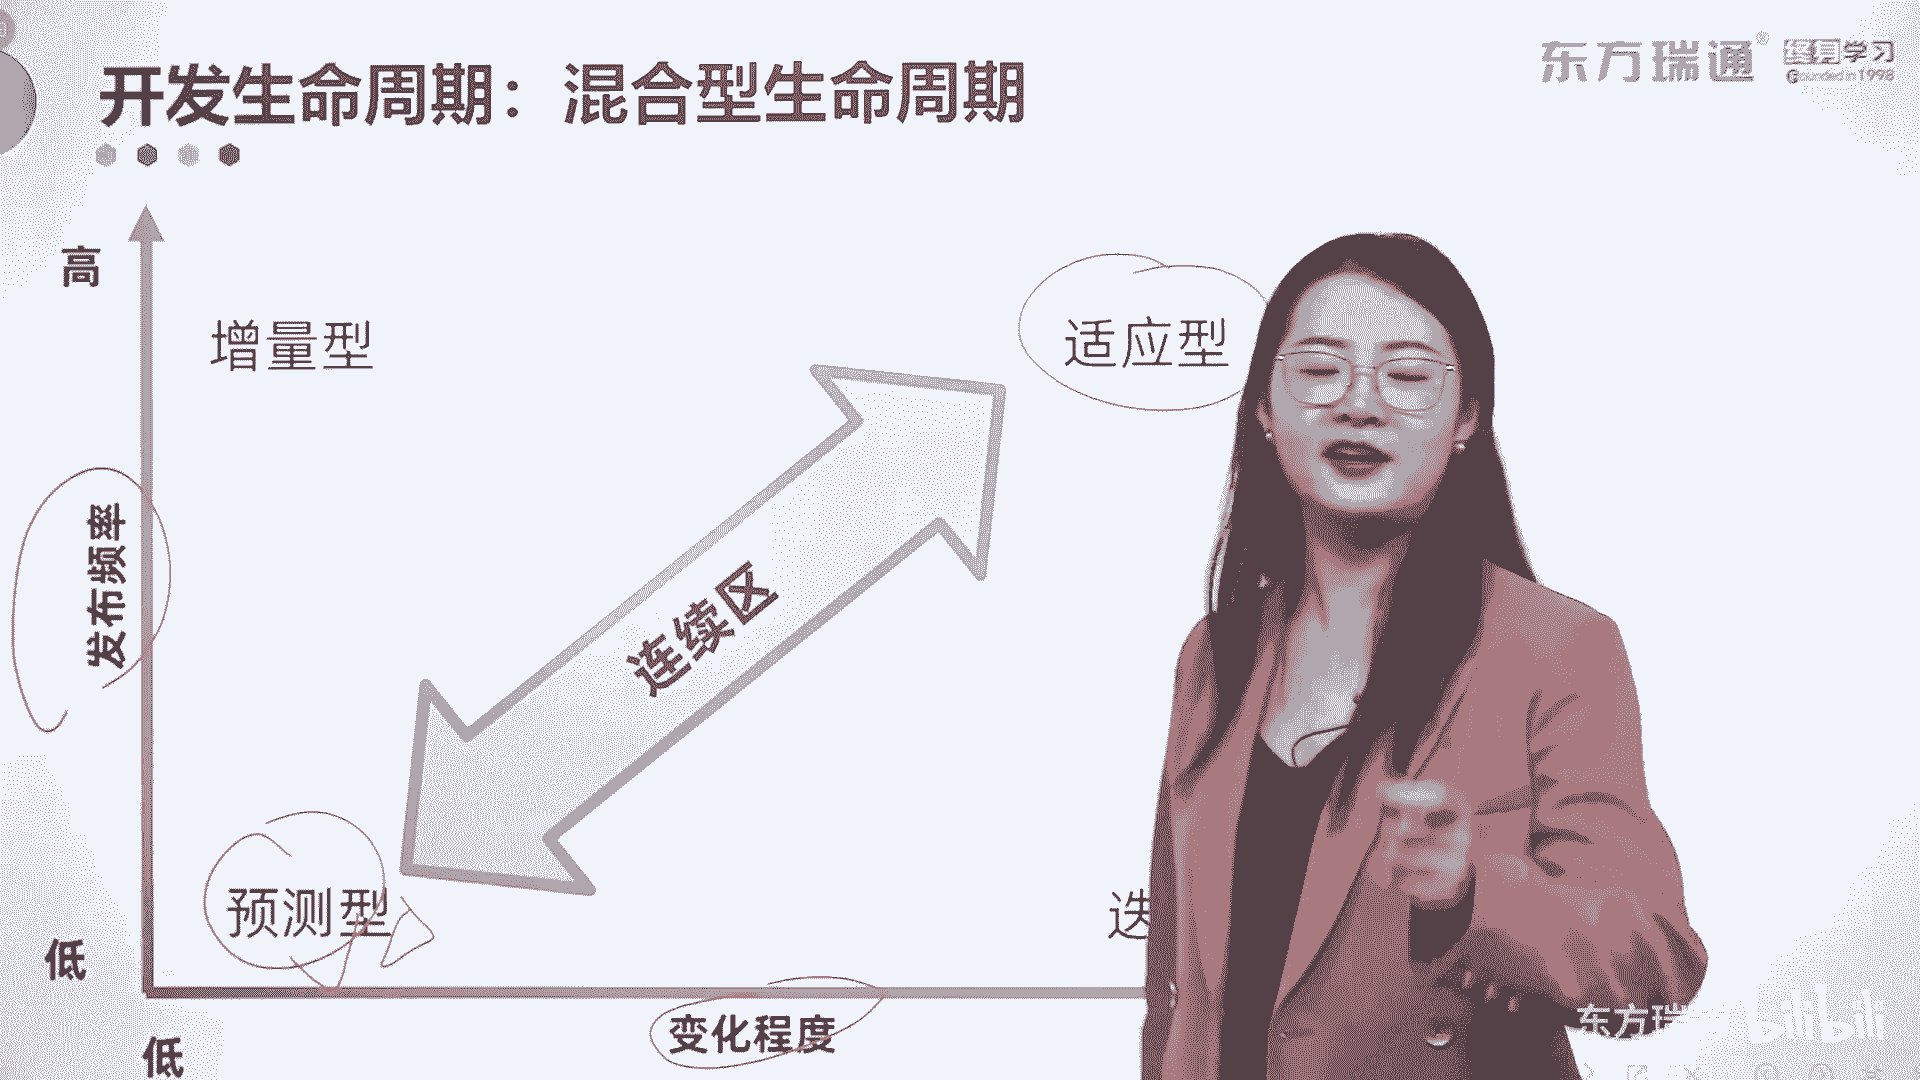 开发生命周期：混合型生命周期
东方瑞通®
终身学习
Founded in 1998
高
增量型
适应型
发布频率
连续区
预测型
迭
低
变化程度
低
东方瑞
bilibili